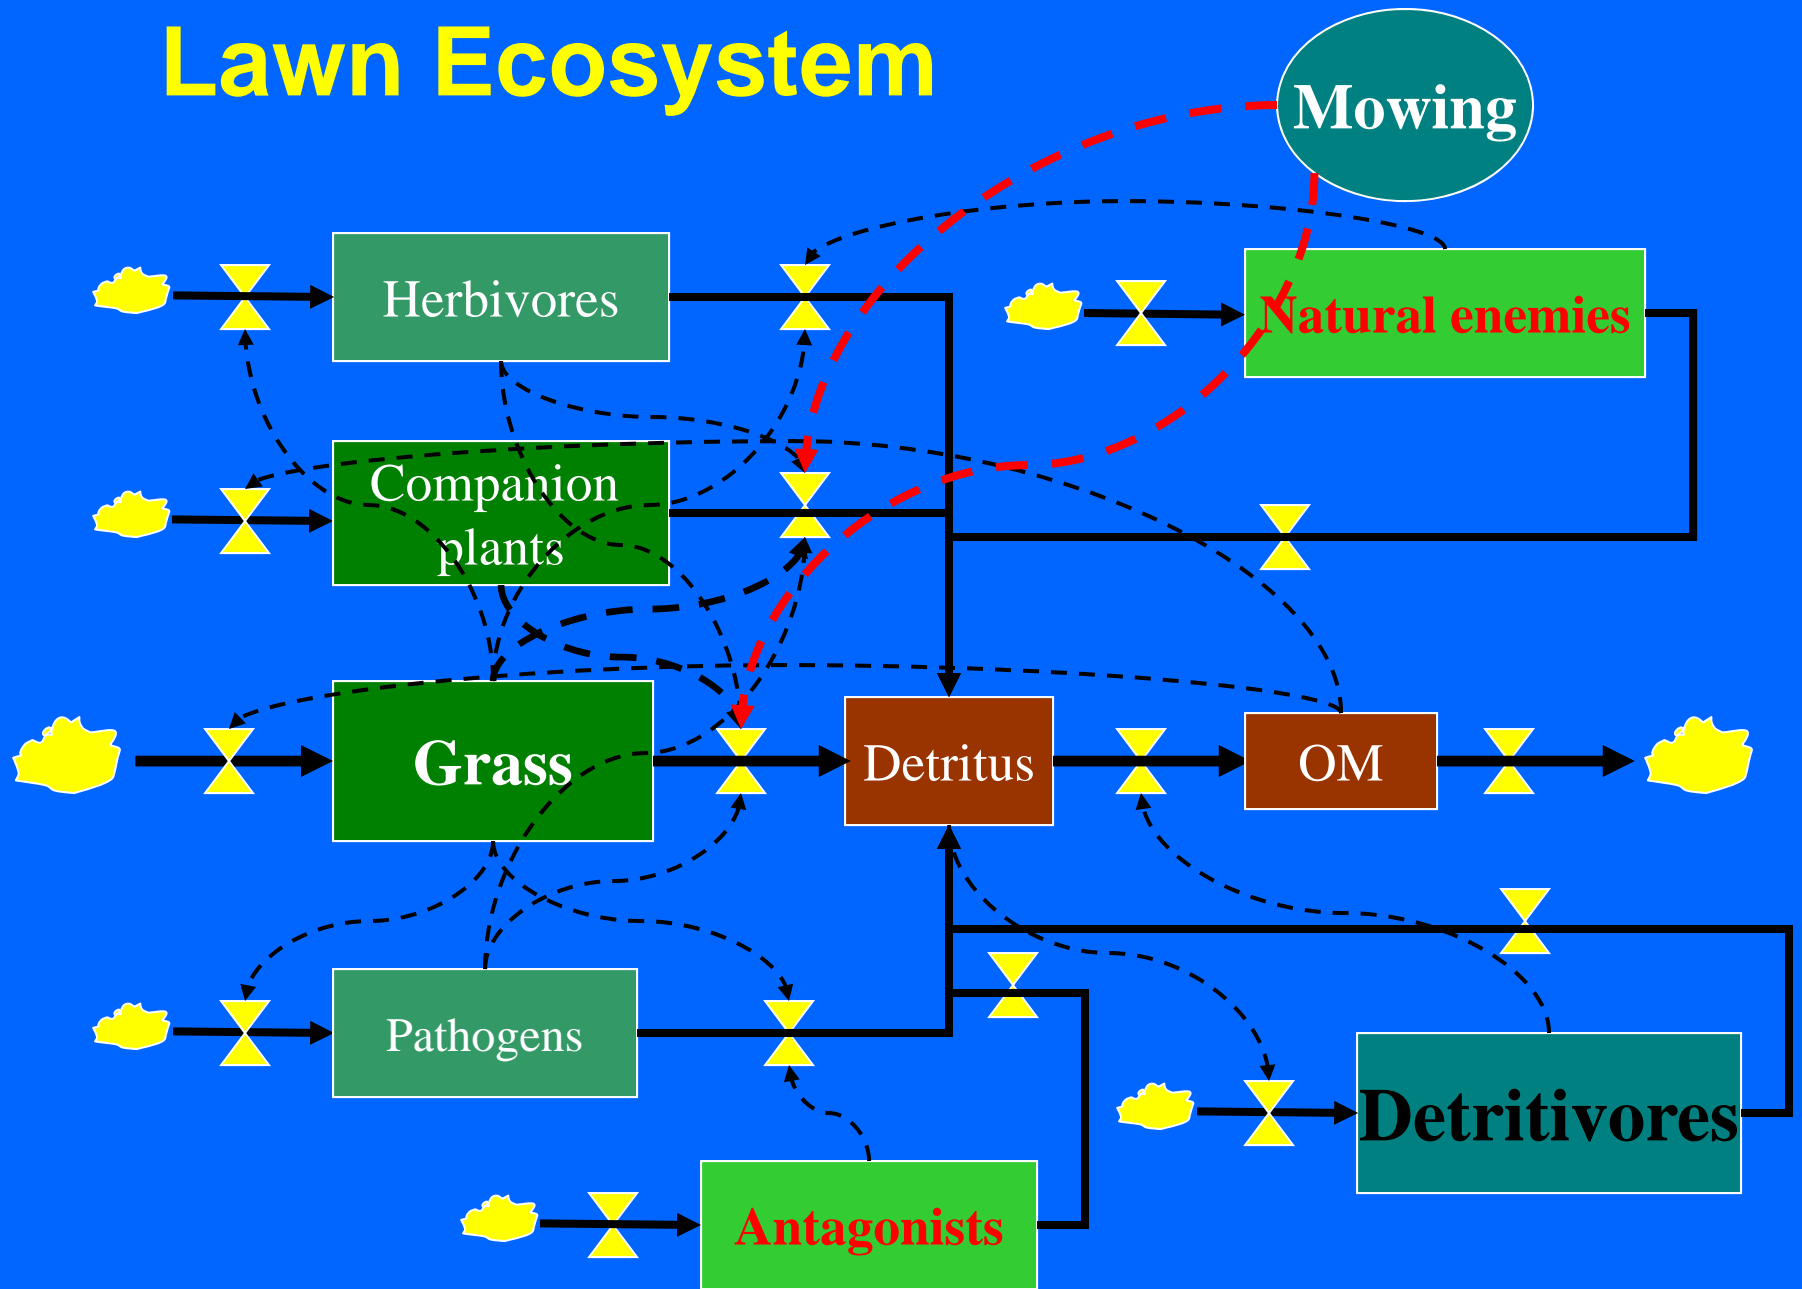 Lawn Ecosystem
Mowing
Herbivores
Natural enemies
Companion
plants
Grass
Detritus
OM
Pathogens
Detritivores
Antagonists